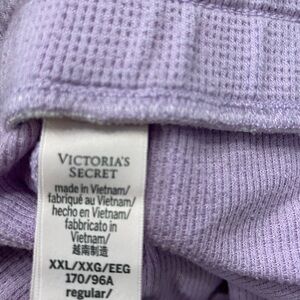 VICTORIA'S
SECRET
made in Vietnam/
fabriqué au Vietnam/
hecho en Vietnam/
fabbricato in
Vietnam/
越南制造
XXL/XXG/EEG
170/96A
regular/